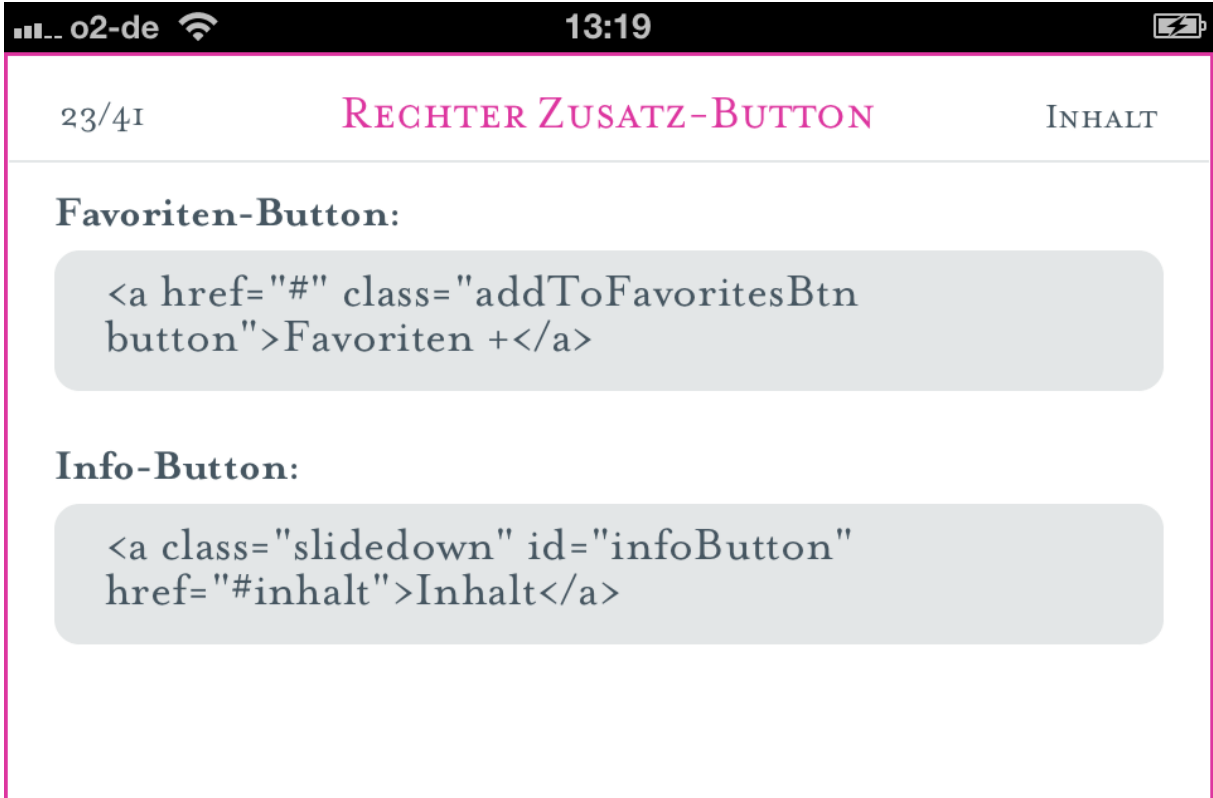 o2-de 13:19
23/41 Rechter Zusatz-Button Inhalt
Favoriten-Button:
<a href="#" class="addToFavoritesBtn
button">Favoriten +</a>
Info-Button:
<a class="slidedown" id="infoButton"
href="#inhalt">Inhalt</a>